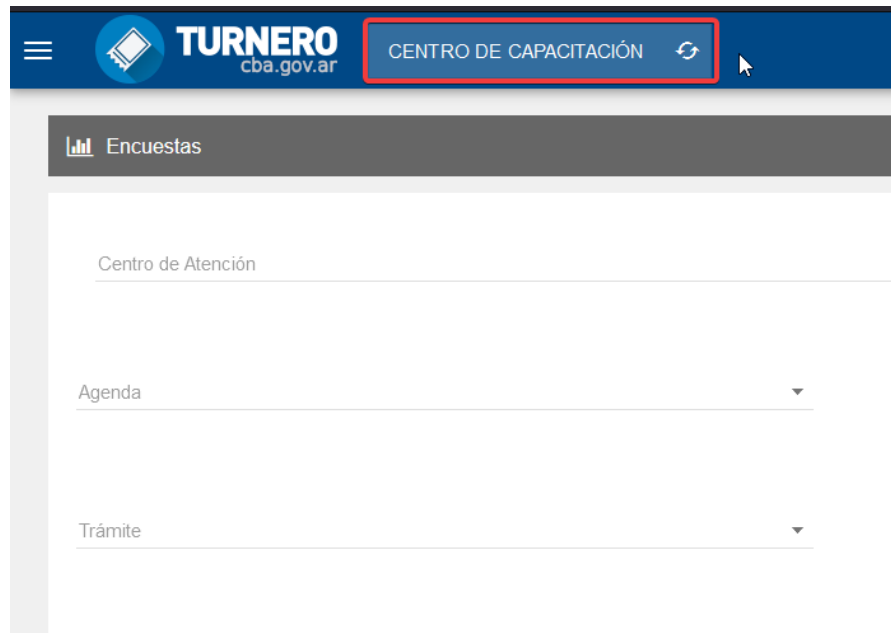 TURNERO
cba.gov.ar
CENTRO DE CAPACITACIÓN
Encuestas
Centro de Atención
Agenda
Trámite